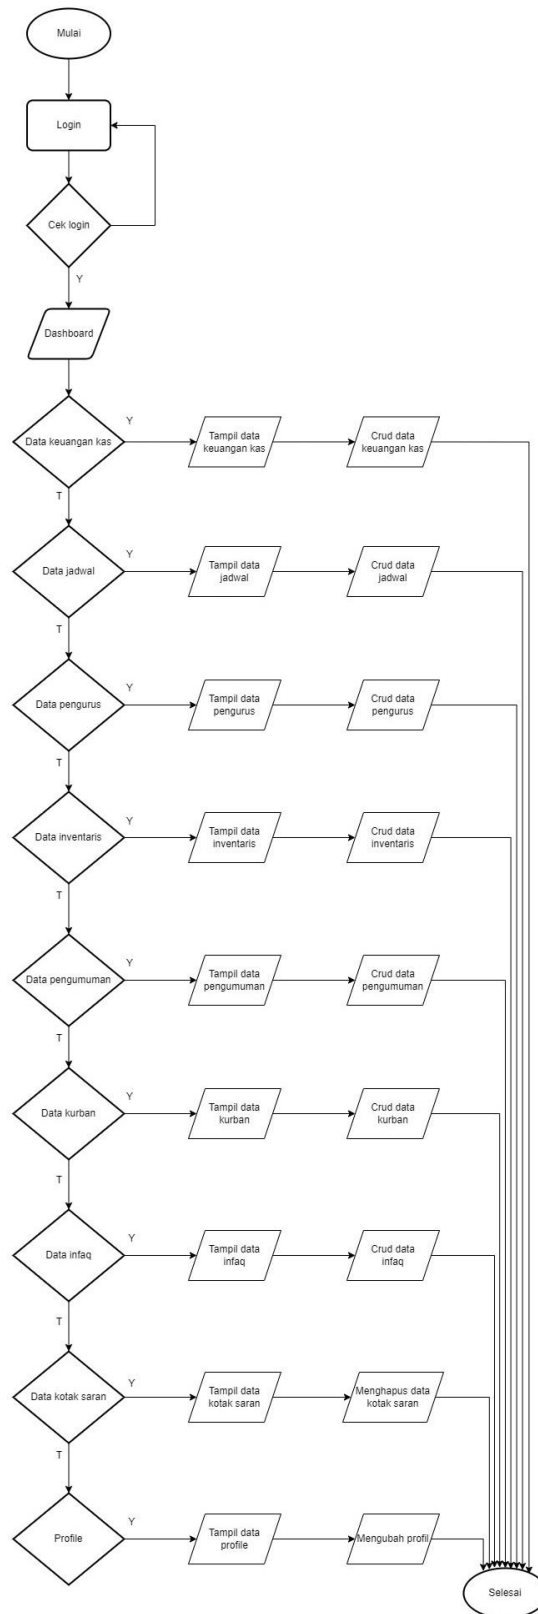 Mulai
Login
Cek login
Y
Dashboard
Data keuangan kas
Y
Tampil data
keuangan kas
Crud data
keuangan kas
T
Data jadwal
Y
Tampil data
jadwal
Crud data
jadwal
T
Data pengurus
Y
Tampil data
pengurus
Crud data
pengurus
T
Data inventaris
Y
Tampil data
inventaris
Crud data
inventaris
T
Data pengumuman
Y
Tampil data
pengumuman
Crud data
pengumuman
T
Data kurban
Y
Tampil data
kurban
Crud data
kurban
T
Data infaq
Y
Tampil data
infaq
Crud data
infaq
T
Data kotak saran
Y
Tampil data
kotak saran
Menghapus data
kotak saran
T
Profile
Y
Tampil data
profile
Mengubah profil
Selesai